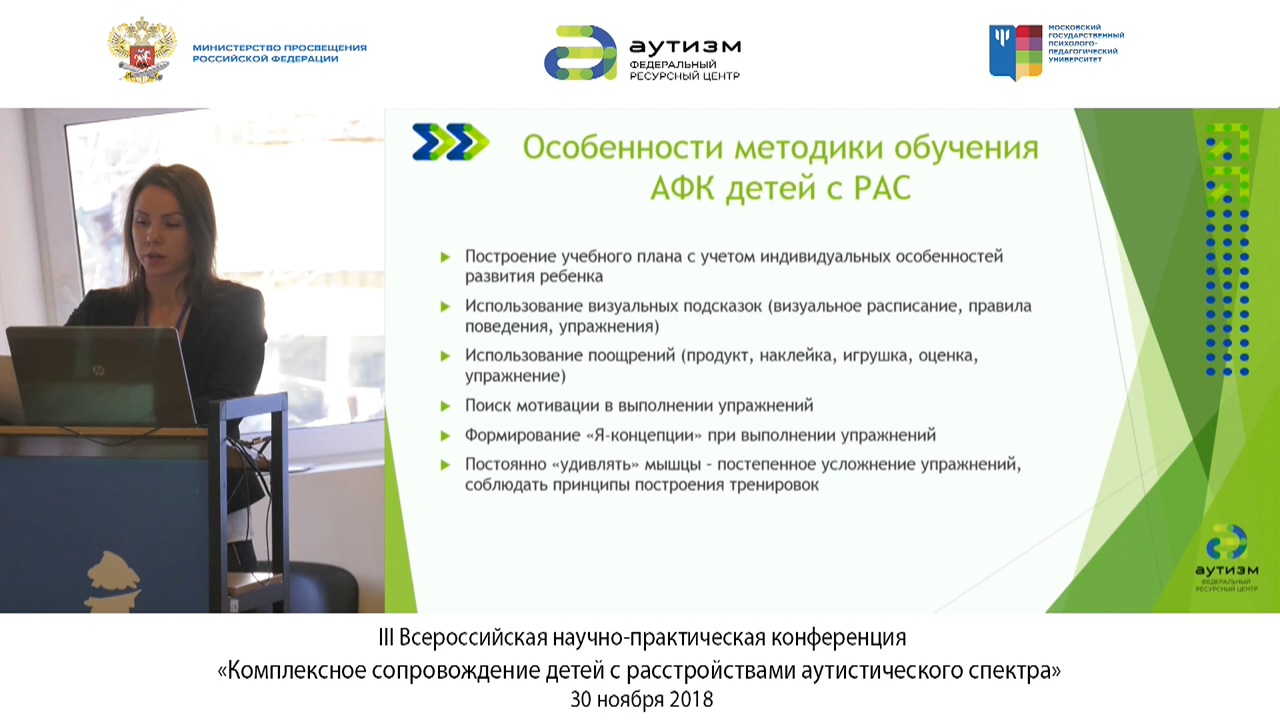 МИНИСТЕРСТВО ПРОСВЕЩЕНИЯ
РОССИЙСКОЙ ФЕДЕРАЦИИ
аутизм
ФЕДЕРАЛЬНЫЙ
РЕСУРСНЫЙ ЦЕНТР
МОСКОВСКИЙ
ГОСУДАРСТВЕННЫЙ
ПСИХОЛОГО-
ПЕДАГОГИЧЕСКИЙ
УНИВЕРСИТЕТ
Особенности методики обучения
АФК детей с РАС
Построение учебного плана с учетом индивидуальных особенностей
развития ребенка
Использование визуальных подсказок (визуальное расписание, правила
поведения, упражнения)
Использование поощрений (продукт, наклейка, игрушка, оценка,
упражнение)
Поиск мотивации в выполнении упражнений
Формирование «Я-концепции» при выполнении упражнений
Постоянно «удивлять» мышцы – постепенное усложнение упражнений,
соблюдать принципы построения тренировок
аутизм
ФЕДЕРАЛЬНЫЙ
РЕСУРСНЫЙ ЦЕНТР
hp
III Всероссийская научно-практическая конференция
«Комплексное сопровождение детей с расстройствами аутистического спектра»
30 ноября 2018